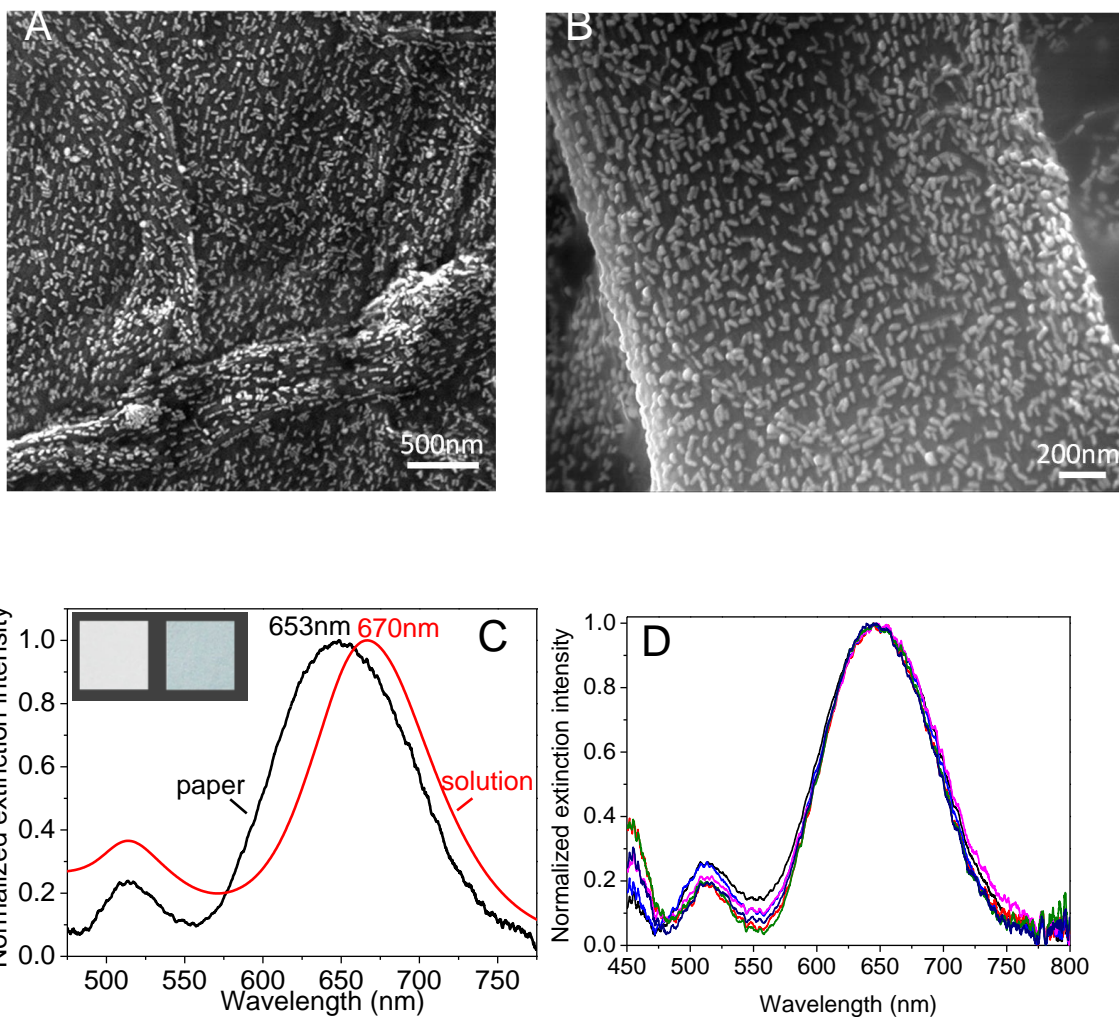 A
B
500nm
200nm
Normalized extinction intensity
1.0
0.8
0.6
0.4
0.2
0.0
653nm 670nm
C
paper
solution
500 550 600 650 700 750
Wavelength (nm)
Normalized extinction intensity
1.0
0.8
0.6
0.4
0.2
0.0
D
450 500 550 600 650 700 750 800
Wavelength (nm)